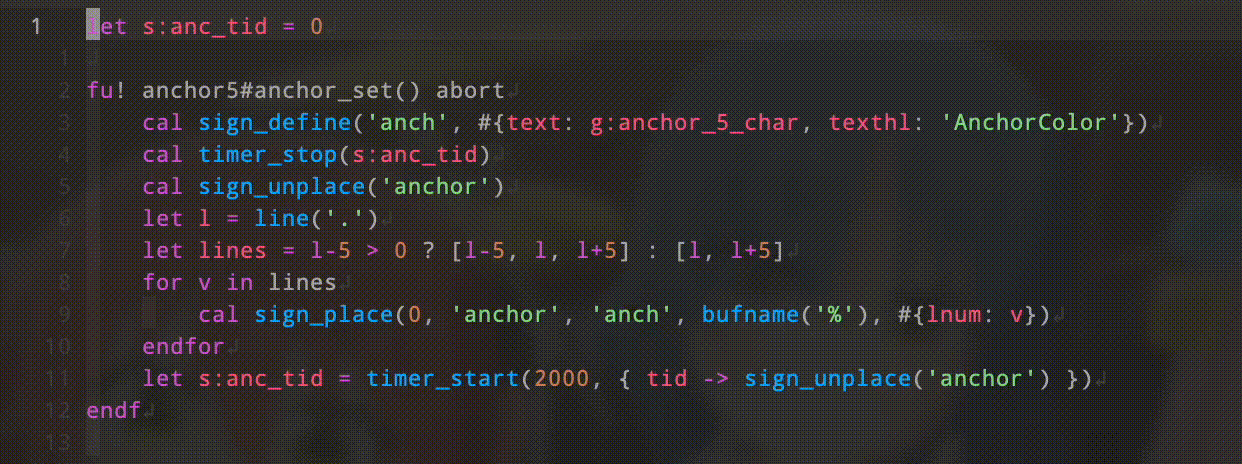 1 let s:anc_tid = 0
1
2 fu! anchor5#anchor_set() abort↲
3 cal sign_define('anch', #{text: g:anchor_5_char, texthl: 'AnchorColor'})↲
4 cal timer_stop(s:anc_tid)↲
5 cal sign_unplace('anchor')↲
6 let l = line('.')↲
7 let lines = l-5 > 0 ? [l-5, l, l+5] : [l, l+5]↲
8 for v in lines↲
9 cal sign_place(0, 'anchor', 'anch', bufname('%'), #{lnum: v})↲
10 endfor↲
11 let s:anc_tid = timer_start(2000, { tid -> sign_unplace('anchor') })↲
12 endf↲
13